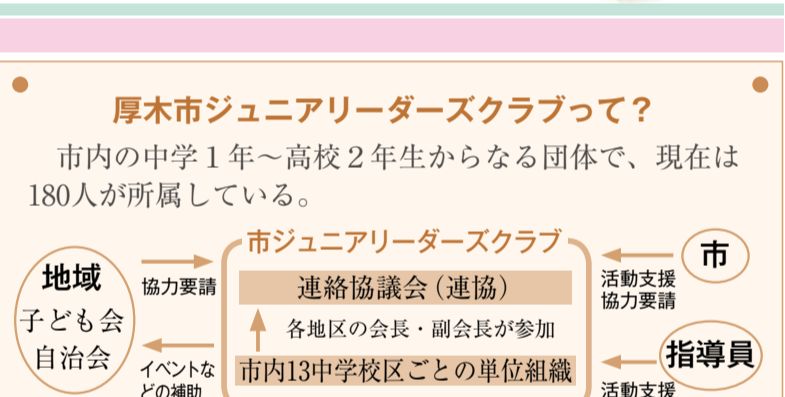 厚木市ジュニアリーダーズクラブって？
市内の中学１年～高校２年生からなる団体で、現在は
180人が所属している。
市ジュニアリーダーズクラブ
地域
子ども会
自治会
協力要請
イベントな
どの補助
連絡協議会（連協）
各地区の会長・副会長が参加
市内13中学校区ごとの単位組織
市
活動支援
協力要請
指導員
活動支援